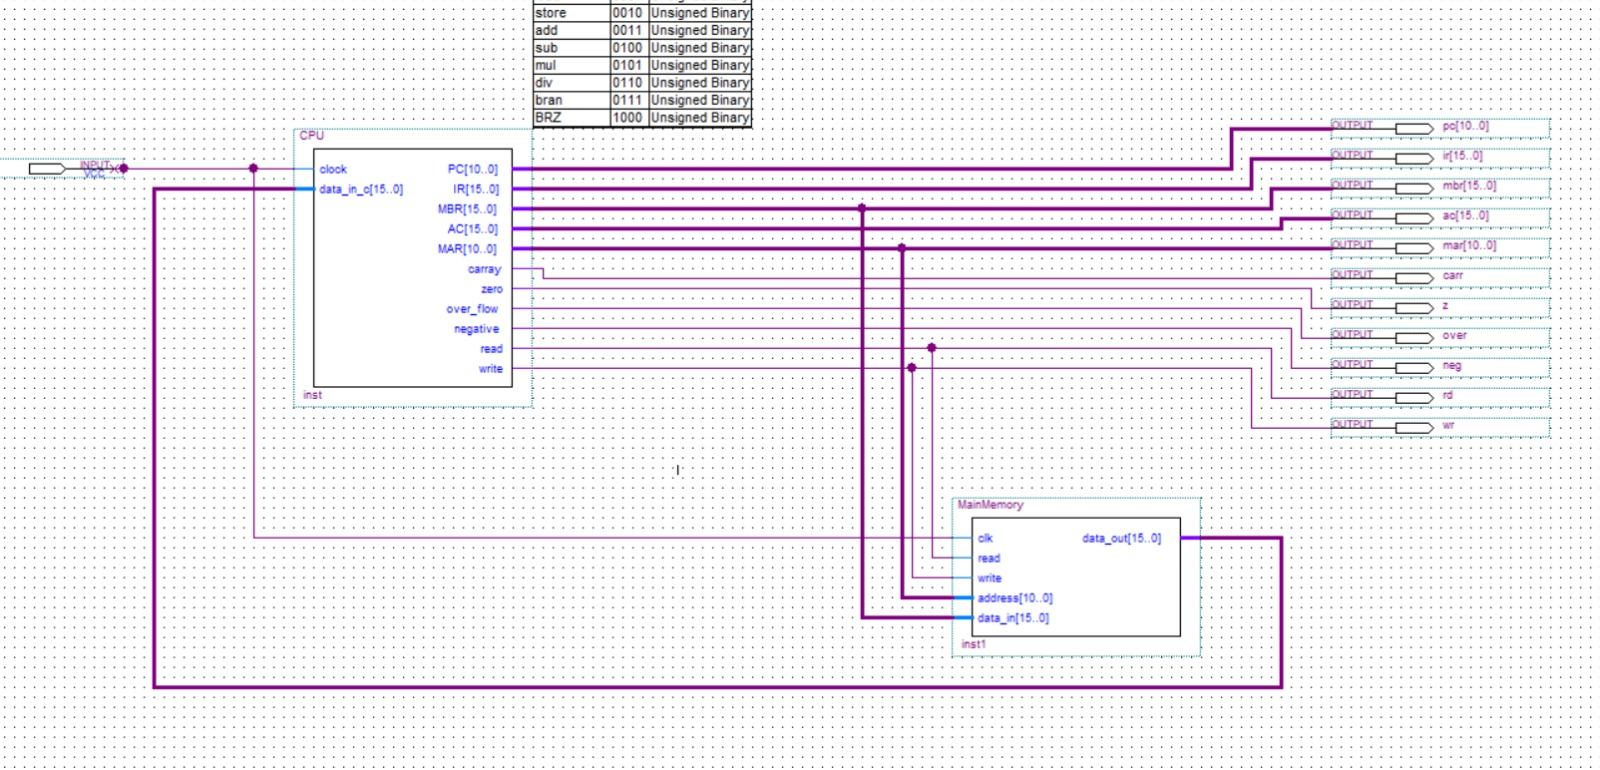 store 0010 Unsigned Binary
add 0011 Unsigned Binary
sub 0100 Unsigned Binary
mul 0101 Unsigned Binary
div 0110 Unsigned Binary
bran 0111 Unsigned Binary
BRZ 1000 Unsigned Binary
CPU
INPUT
VCC
clock
data_in_c[15..0]
PC[10..0]
IR[15..0]
MBR[15..0]
AC[15..0]
MAR[10..0]
carray
zero
over_flow
negative
read
write
inst
OUTPUT pc[10..0]
OUTPUT ir[15..0]
OUTPUT mbr[15..0]
OUTPUT ac[15..0]
OUTPUT mar[10..0]
OUTPUT carr
OUTPUT z
OUTPUT over
OUTPUT neg
OUTPUT rd
OUTPUT wr
MainMemory
clk
read
write
address[10..0]
data_in[15..0]
data_out[15..0]
inst1